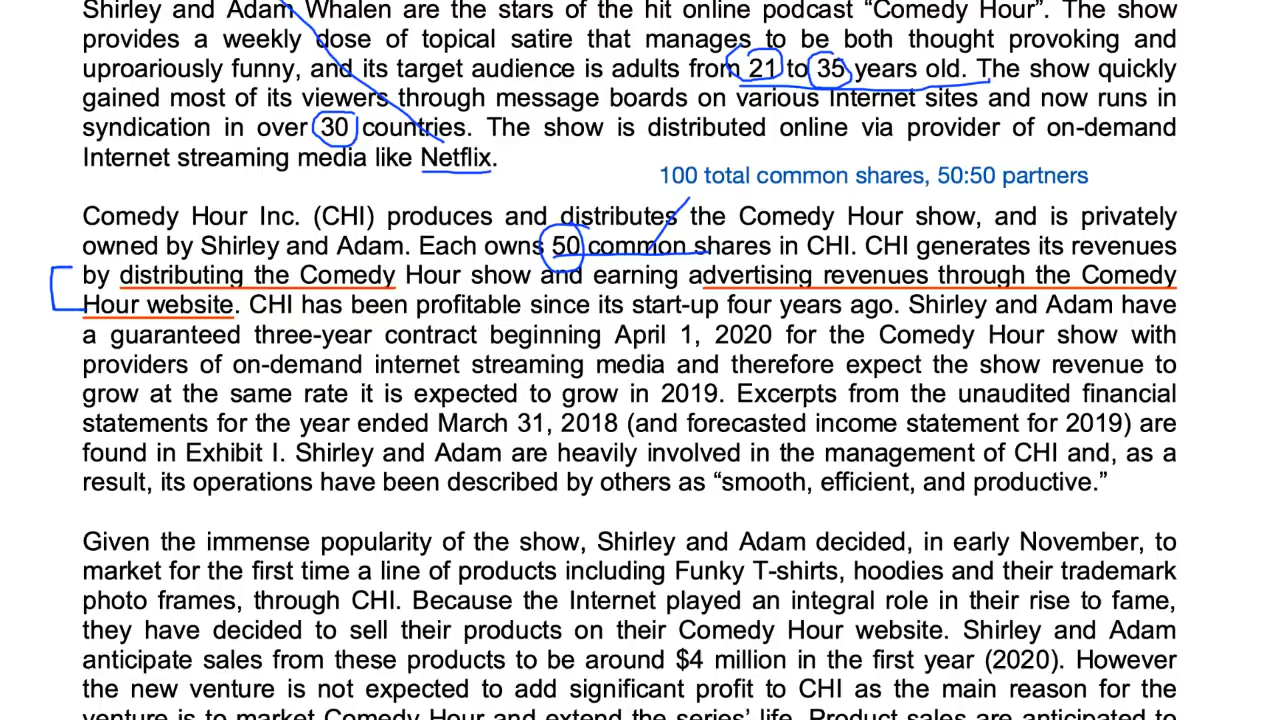 Shirley and Adam Whalen are the stars of the hit online podcast “Comedy Hour”. The show
provides a weekly dose of topical satire that manages to be both thought provoking and
uproariously funny, and its target audience is adults from 21 to 35 years old. The show quickly
gained most of its viewers through message boards on various Internet sites and now runs in
syndication in over 30 countries. The show is distributed online via provider of on-demand
Internet streaming media like Netflix.
100 total common shares, 50:50 partners
Comedy Hour Inc. (CHI) produces and distributes the Comedy Hour show, and is privately
owned by Shirley and Adam. Each owns 50 common shares in CHI. CHI generates its revenues
by distributing the Comedy Hour show and earning advertising revenues through the Comedy
Hour website. CHI has been profitable since its start-up four years ago. Shirley and Adam have
a guaranteed three-year contract beginning April 1, 2020 for the Comedy Hour show with
providers of on-demand internet streaming media and therefore expect the show revenue to
grow at the same rate it is expected to grow in 2019. Excerpts from the unaudited financial
statements for the year ended March 31, 2018 (and forecasted income statement for 2019) are
found in Exhibit I. Shirley and Adam are heavily involved in the management of CHI and, as a
result, its operations have been described by others as “smooth, efficient, and productive.”
Given the immense popularity of the show, Shirley and Adam decided, in early November, to
market for the first time a line of products including Funky T-shirts, hoodies and their trademark
photo frames, through CHI. Because the Internet played an integral role in their rise to fame,
they have decided to sell their products on their Comedy Hour website. Shirley and Adam
anticipate sales from these products to be around $4 million in the first year (2020). However
the new venture is not expected to add significant profit to CHI as the main reason for the
venture is to market Comedy Hour and extend the series’ life. Product sales are anticipated to